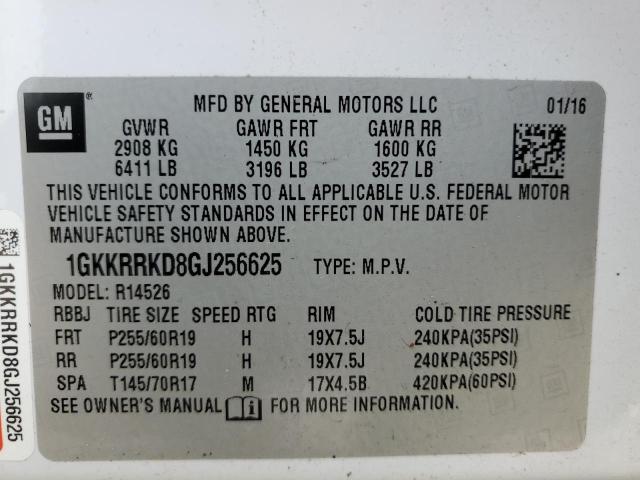 GM®
MFD BY GENERAL MOTORS LLC 01/16
GVWR GAWR FRT GAWR RR
2908 KG 1450 KG 1600 KG
6411 LB 3196 LB 3527 LB
THIS VEHICLE CONFORMS TO ALL APPLICABLE U.S. FEDERAL MOTOR
VEHICLE SAFETY STANDARDS IN EFFECT ON THE DATE OF
MANUFACTURE SHOWN ABOVE.
1GKKRRKD8GJ256625 TYPE: M.P.V.
MODEL: R14526
RBBJ TIRE SIZE SPEED RTG RIM COLD TIRE PRESSURE
FRT P255/60R19 H 19X7.5J 240KPA(35PSI)
RR P255/60R19 H 19X7.5J 240KPA(35PSI)
SPA T145/70R17 M 17X4.5B 420KPA(60PSI)
SEE OWNER'S MANUAL FOR MORE INFORMATION.
1GKKRRKD8GJ256625